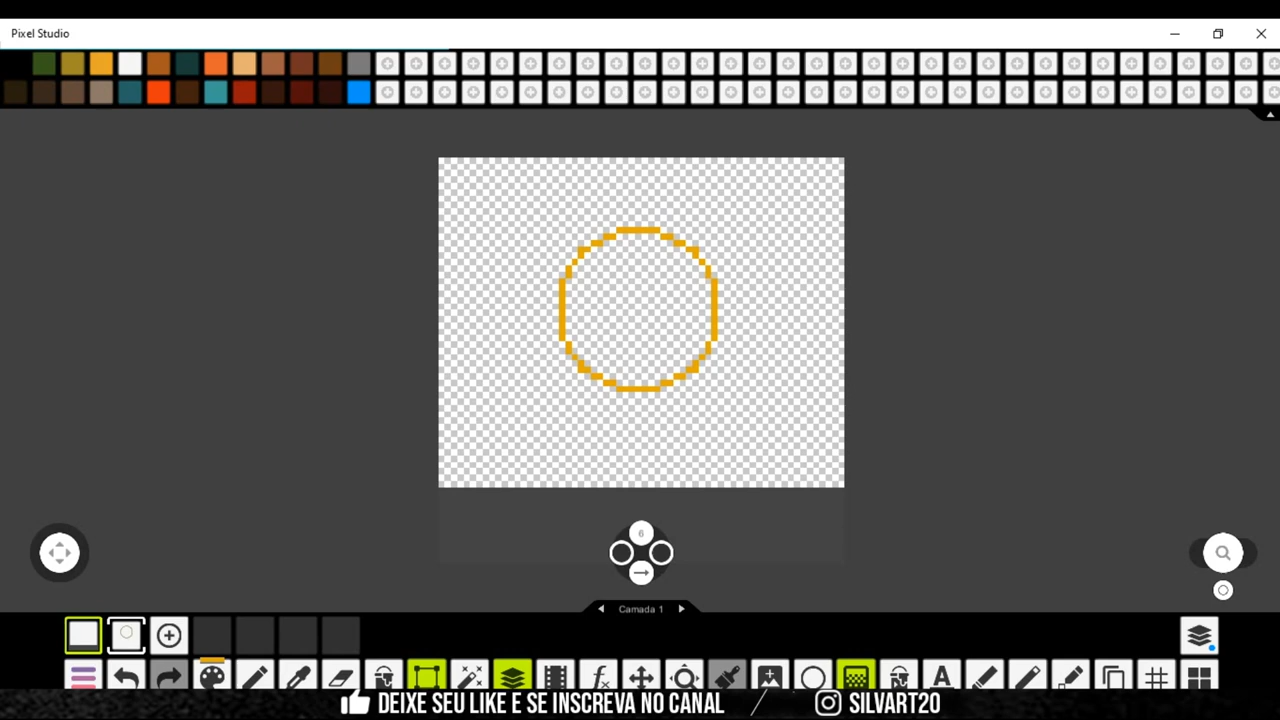 Pixel Studio
6
Camada 1
DEIXE SEU LIKE E SE INSCREVA NO CANAL
SILVART20